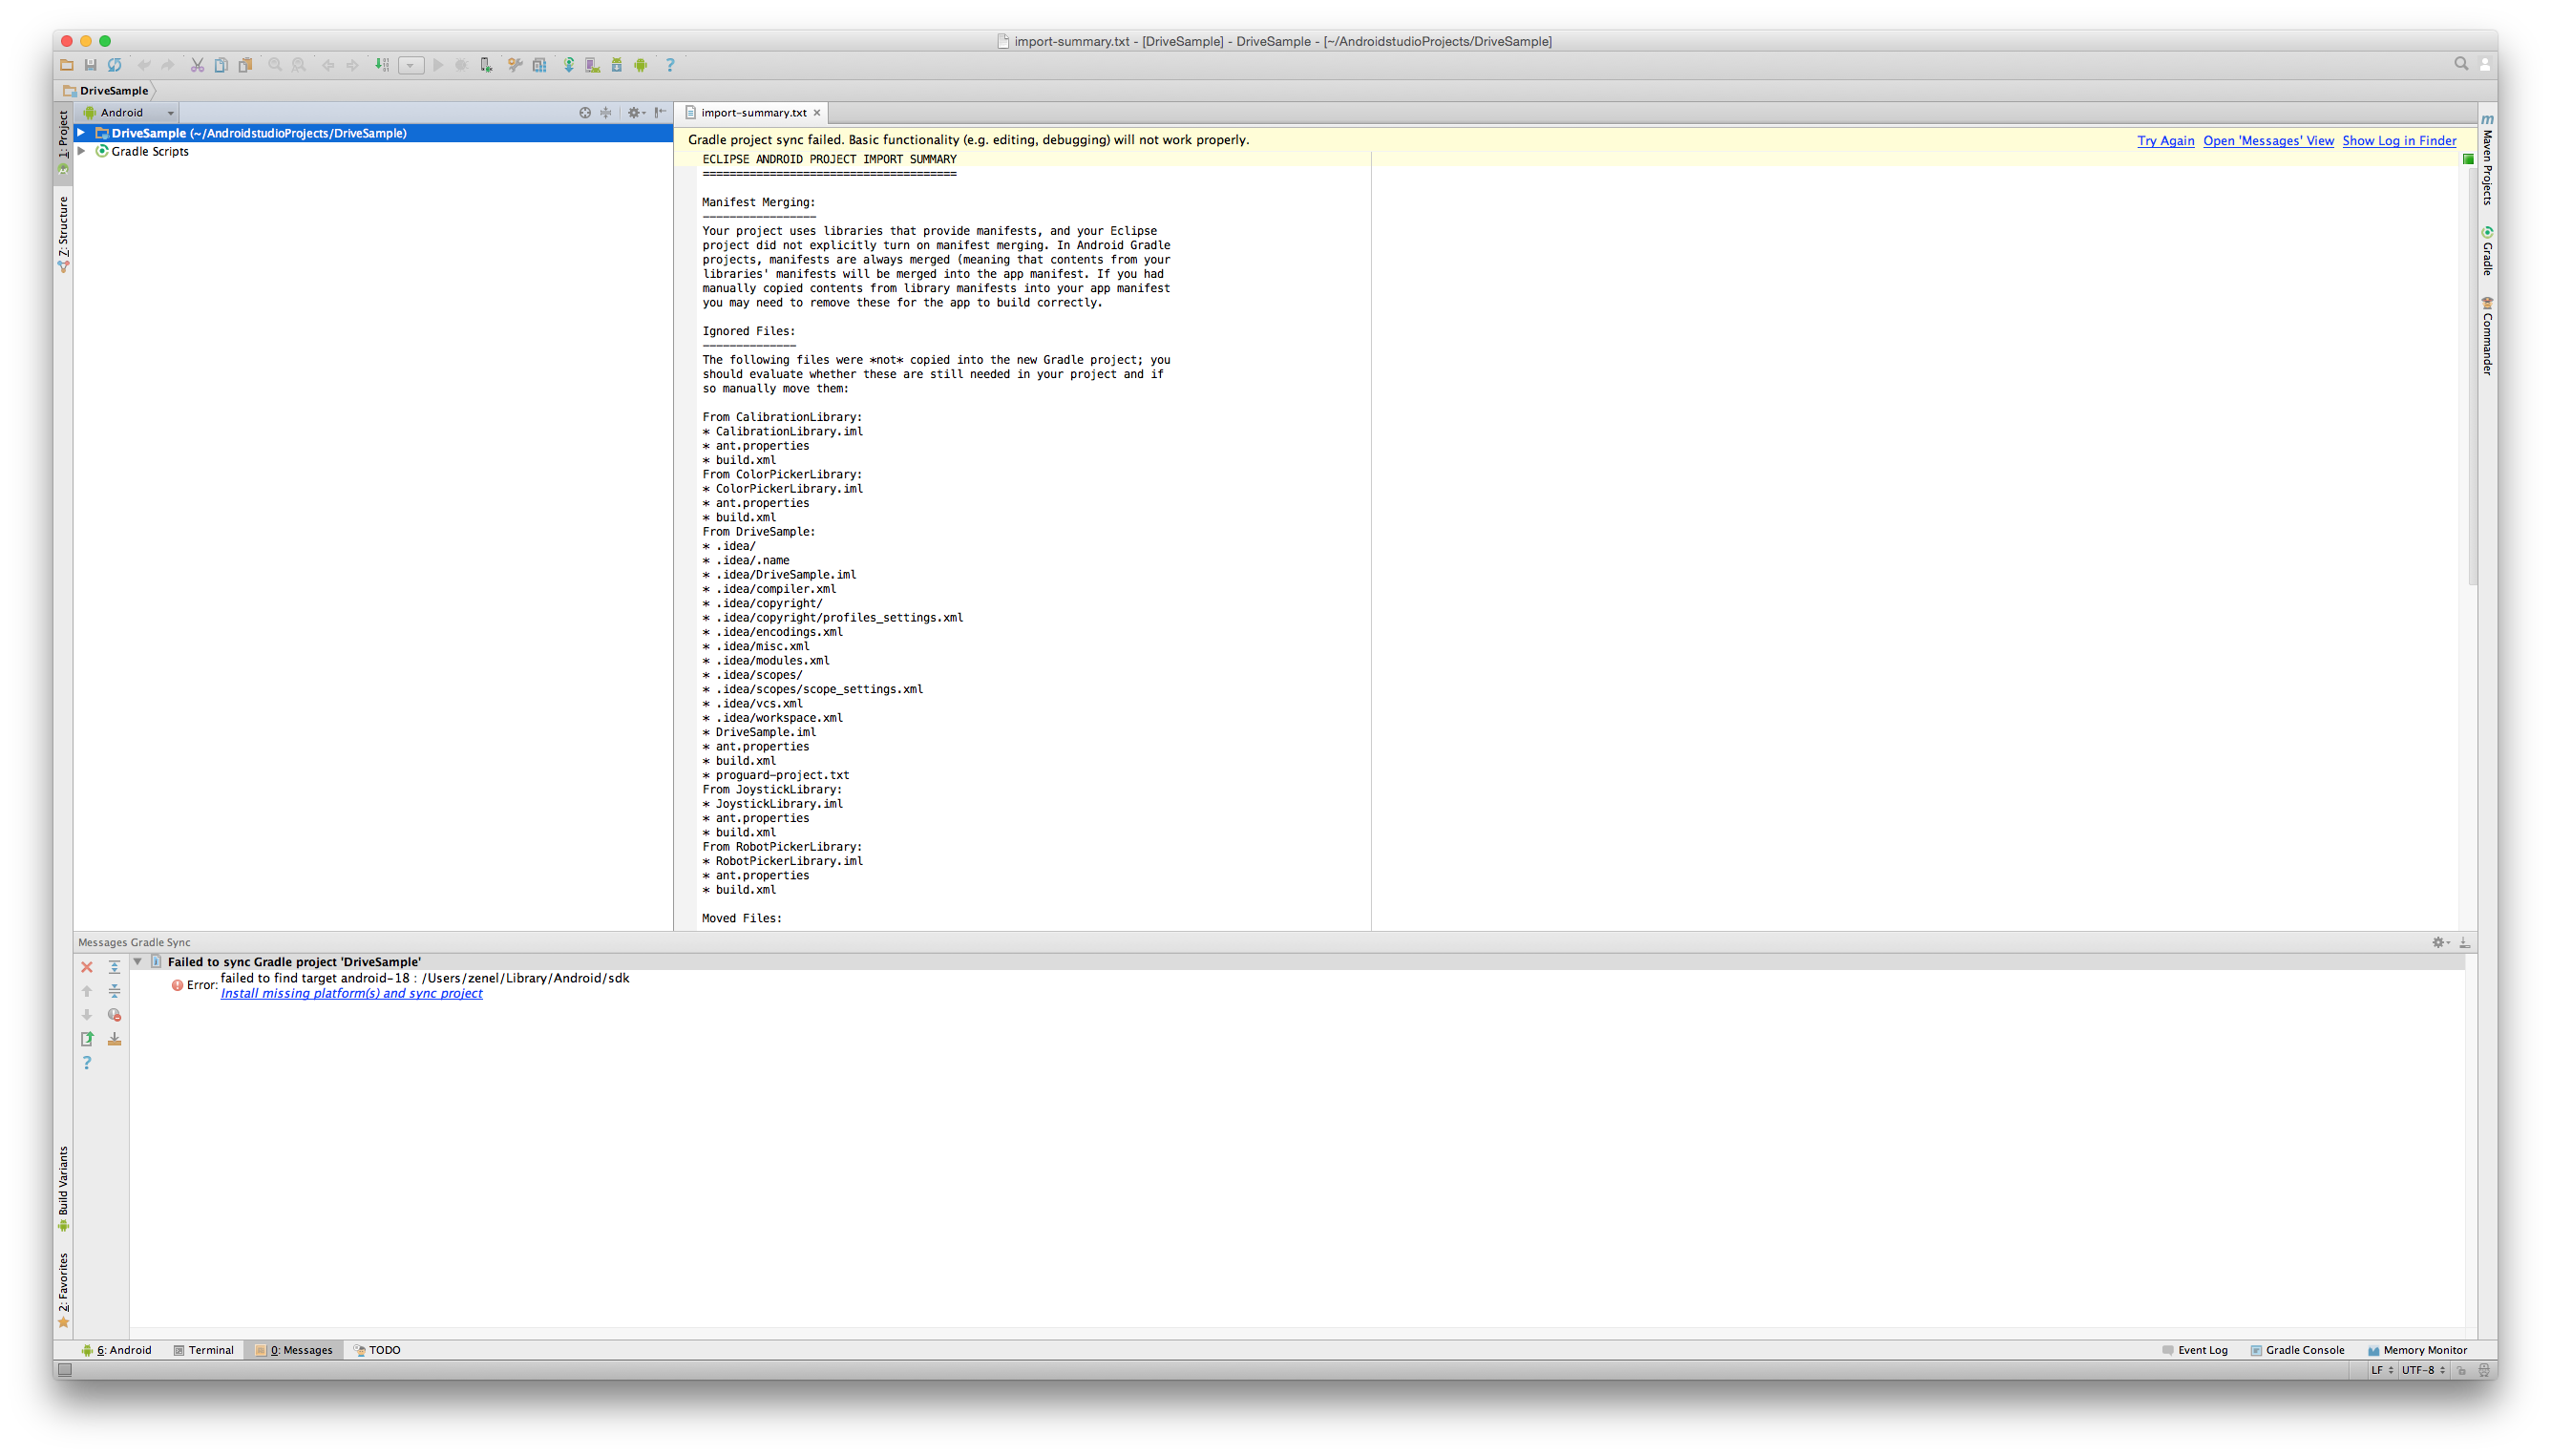 import-summary.txt - [DriveSample] - DriveSample - [~/AndroidstudioProjects/DriveSample]
DriveSample
Android
import-summary.txt
1: Project
DriveSample (~/AndroidstudioProjects/DriveSample)
Gradle Scripts
Gradle project sync failed. Basic functionality (e.g. editing, debugging) will not work properly.
Try Again Open 'Messages' View Show Log in Finder
ECLIPSE ANDROID PROJECT IMPORT SUMMARY
======================================
Manifest Merging:
-----------------
Your project uses libraries that provide manifests, and your Eclipse
project did not explicitly turn on manifest merging. In Android Gradle
projects, manifests are always merged (meaning that contents from your
libraries' manifests will be merged into the app manifest. If you had
manually copied contents from library manifests into your app manifest
you may need to remove these for the app to build correctly.
Ignored Files:
--------------
The following files were *not* copied into the new Gradle project; you
should evaluate whether these are still needed in your project and if
so manually move them:
From CalibrationLibrary:
* CalibrationLibrary.iml
* ant.properties
* build.xml
From ColorPickerLibrary:
* ColorPickerLibrary.iml
* ant.properties
* build.xml
From DriveSample:
* .idea/
* .idea/.name
* .idea/DriveSample.iml
* .idea/compiler.xml
* .idea/copyright/
* .idea/copyright/profiles_settings.xml
* .idea/encodings.xml
* .idea/misc.xml
* .idea/modules.xml
* .idea/scopes/
* .idea/scopes/scope_settings.xml
* .idea/vcs.xml
* .idea/workspace.xml
* DriveSample.iml
* ant.properties
* build.xml
* proguard-project.txt
From JoystickLibrary:
* JoystickLibrary.iml
* ant.properties
* build.xml
From RobotPickerLibrary:
* RobotPickerLibrary.iml
* ant.properties
* build.xml
Moved Files:
Z: Structure
Maven Projects
Gradle
Commander
Messages Gradle Sync
Failed to sync Gradle project 'DriveSample'
Error: failed to find target android-18 : /Users/zenel/Library/Android/sdk
Install missing platform(s) and sync project
Build Variants
2: Favorites
6: Android Terminal 0: Messages TODO
Event Log Gradle Console Memory Monitor
LF UTF-8